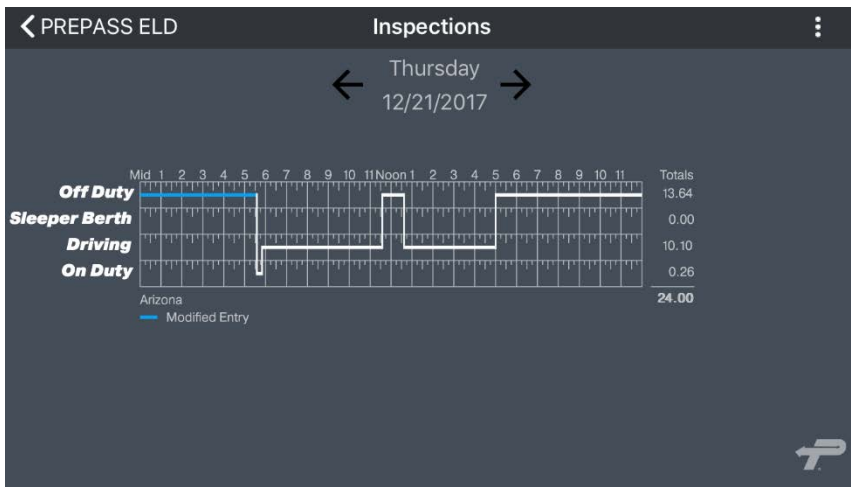 PREPASS ELD
Inspections
Thursday
12/21/2017
Mid 1 2 3 4 5 6 7 8 9 10 11 Noon 1 2 3 4 5 6 7 8 9 10 11 Totals
Off Duty 13.64
Sleeper Berth 0.00
Driving 10.10
On Duty 0.26
Arizona 24.00
Modified Entry